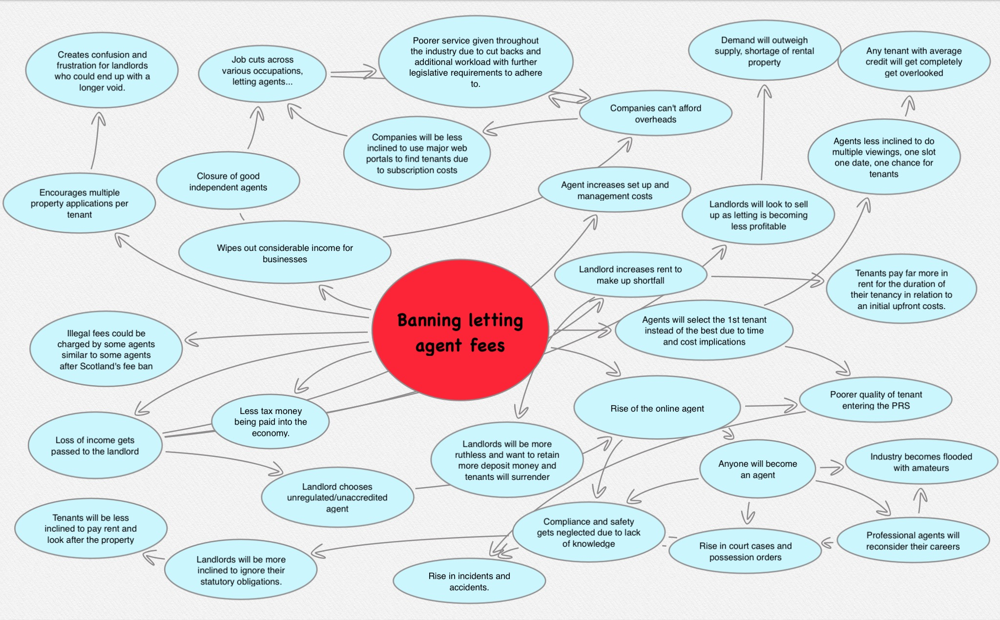 Creates confusion and
frustration for landlords
who could end up with a
longer void.
Job cuts across
various occupations,
letting agents...
Poorer service given throughout
the industry due to cut backs and
additional workload with further
legislative requirements to adhere
to.
Demand will outweigh
supply, shortage of rental
property
Any tenant with average
credit will get completely
get overlooked
Companies can't afford
overheads
Companies will be less
inclined to use major web
portals to find tenants due
to subscription costs
Agents less inclined to do
multiple viewings, one slot
one date, one chance for
tenants
Closure of good
independent agents
Encourages multiple
property applications per
tenant
Agent increases set up and
management costs
Landlords will look to sell
up as letting is becoming
less profitable
Wipes out considerable income for
businesses
Landlord increases rent to
make up shortfall
Tenants pay far more in
rent for the duration of
their tenancy in relation to
an initial upfront costs.
Banning letting
agent fees
Agents will select the 1st tenant
instead of the best due to time
and cost implications
Illegal fees could be
charged by some agents
similar to some agents
after Scotland's fee ban
Less tax money
being paid into the
economy.
Rise of the online agent
Poorer quality of tenant
entering the PRS
Loss of income gets
passed to the landlord
Landlords will be more
ruthless and want to retain
more deposit money and
tenants will surrender
Anyone will become
an agent
Industry becomes flooded
with amateurs
Landlord chooses
unregulated/unaccredited
agent
Tenants will be less
inclined to pay rent and
look after the property
Compliance and safety
gets neglected due to lack
of knowledge
Rise in court cases and
possession orders
Professional agents will
reconsider their careers
Landlords will be more
inclined to ignore their
statutory obligations.
Rise in incidents and
accidents.